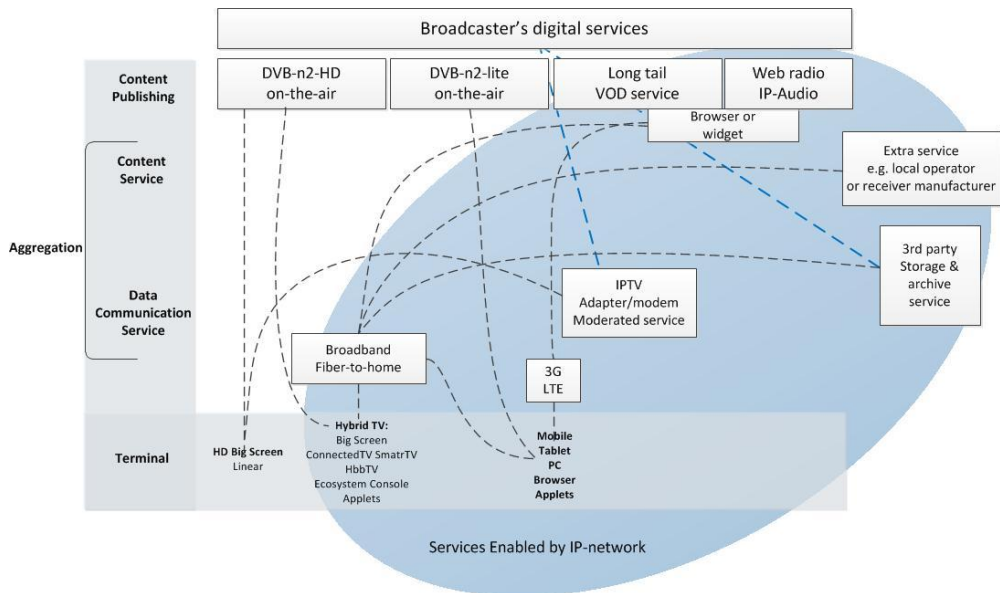 Broadcaster's digital services
Content
Publishing
DVB-n2-HD
on-the-air
DVB-n2-lite
on-the-air
Long tail
VOD service
Web radio
IP-Audio
Browser or
widget
Content
Service
Extra service
e.g. local operator
or receiver manufacturer
Aggregation
3rd party
Storage &
archive
service
Data
Communication
Service
IPTV
Adapter/modem
Moderated service
Broadband
Fiber-to-home
3G
LTE
Terminal
HD Big Screen
Linear
Hybrid TV:
Big Screen
ConnectedTV SmatrTV
HbbTV
Ecosystem Console
Applets
Mobile
Tablet
PC
Browser
Applets
Services Enabled by IP-network